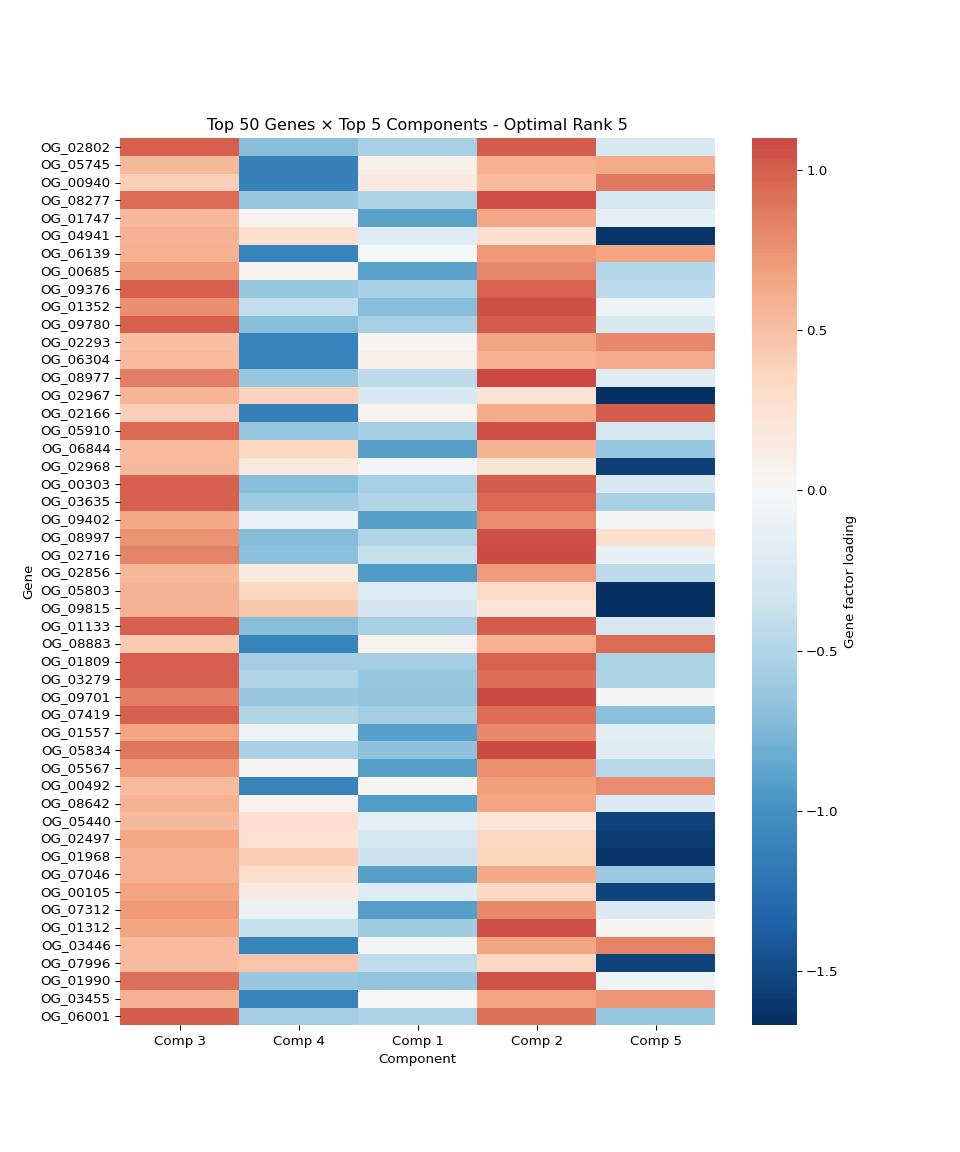 Top 50 Genes × Top 5 Components - Optimal Rank 5
OG_02802
OG_05745
OG_00940
OG_08277
OG_01747
OG_04941
OG_06139
OG_00685
OG_09376
OG_01352
OG_09780
OG_02293
OG_06304
OG_08977
OG_02967
OG_02166
OG_05910
OG_06844
OG_02968
OG_00303
OG_03635
OG_09402
OG_08997
OG_02716
OG_02856
OG_05803
OG_09815
OG_01133
OG_08883
OG_01809
OG_03279
OG_09701
OG_07419
OG_01557
OG_05834
OG_05567
OG_00492
OG_08642
OG_05440
OG_02497
OG_01968
OG_07046
OG_00105
OG_07312
OG_01312
OG_03446
OG_07996
OG_01990
OG_03455
OG_06001
Gene
Comp 3 Comp 4 Comp 1 Comp 2 Comp 5
Component
1.0
0.5
0.0
−0.5
−1.0
−1.5
Gene factor loading